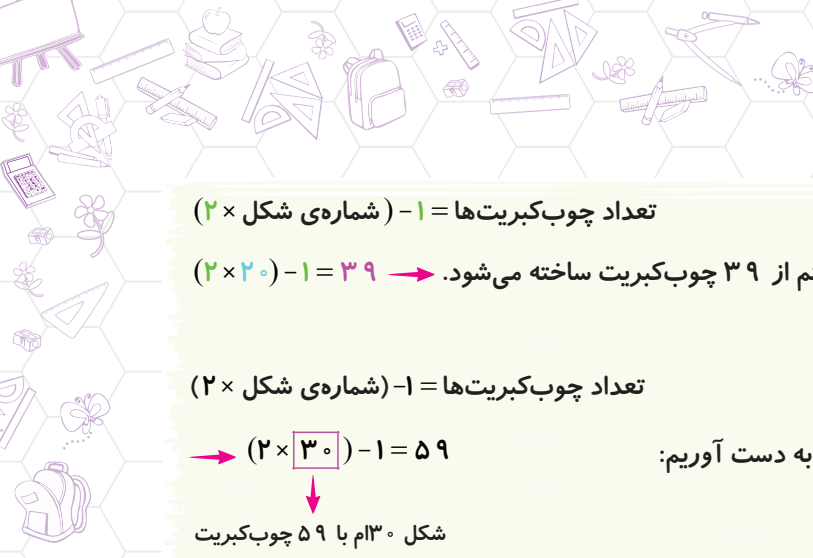 (۲ × شماره‌ی شکل) − ۱ = تعداد چوب‌کبریت‌ها
(۲ × ۲۰) − ۱ = ۳۹ از ۳۹ چوب‌کبریت ساخته می‌شود.
(۲ × شماره‌ی شکل) − ۱ = تعداد چوب‌کبریت‌ها
به دست آوریم: (۲ × ۳۰) − ۱ = ۵۹
شکل ۳۰ام با ۵۹ چوب‌کبریت